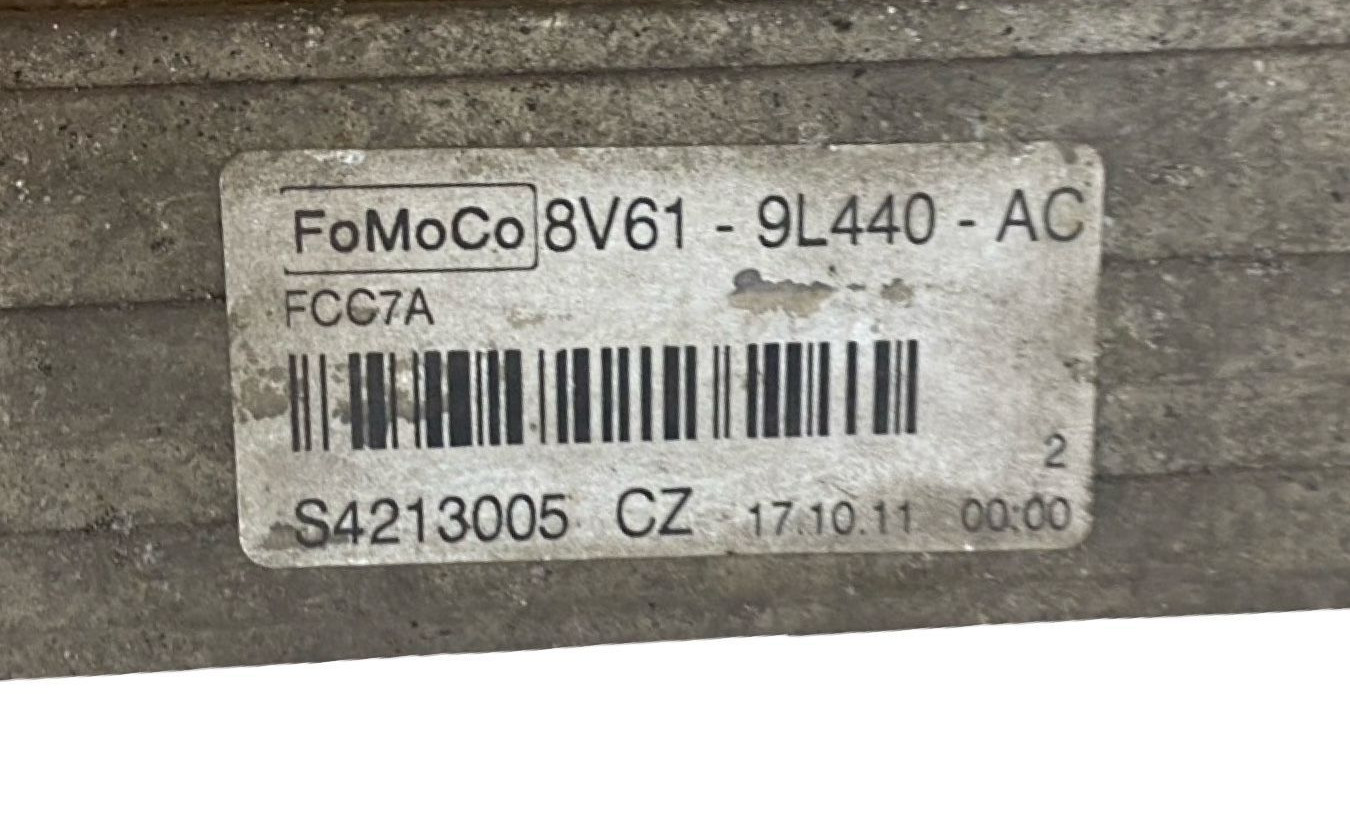 FoMoCo 8V61 - 9L440 - AC
FCC7A
2
S4213005 CZ 17.10.11 00:00